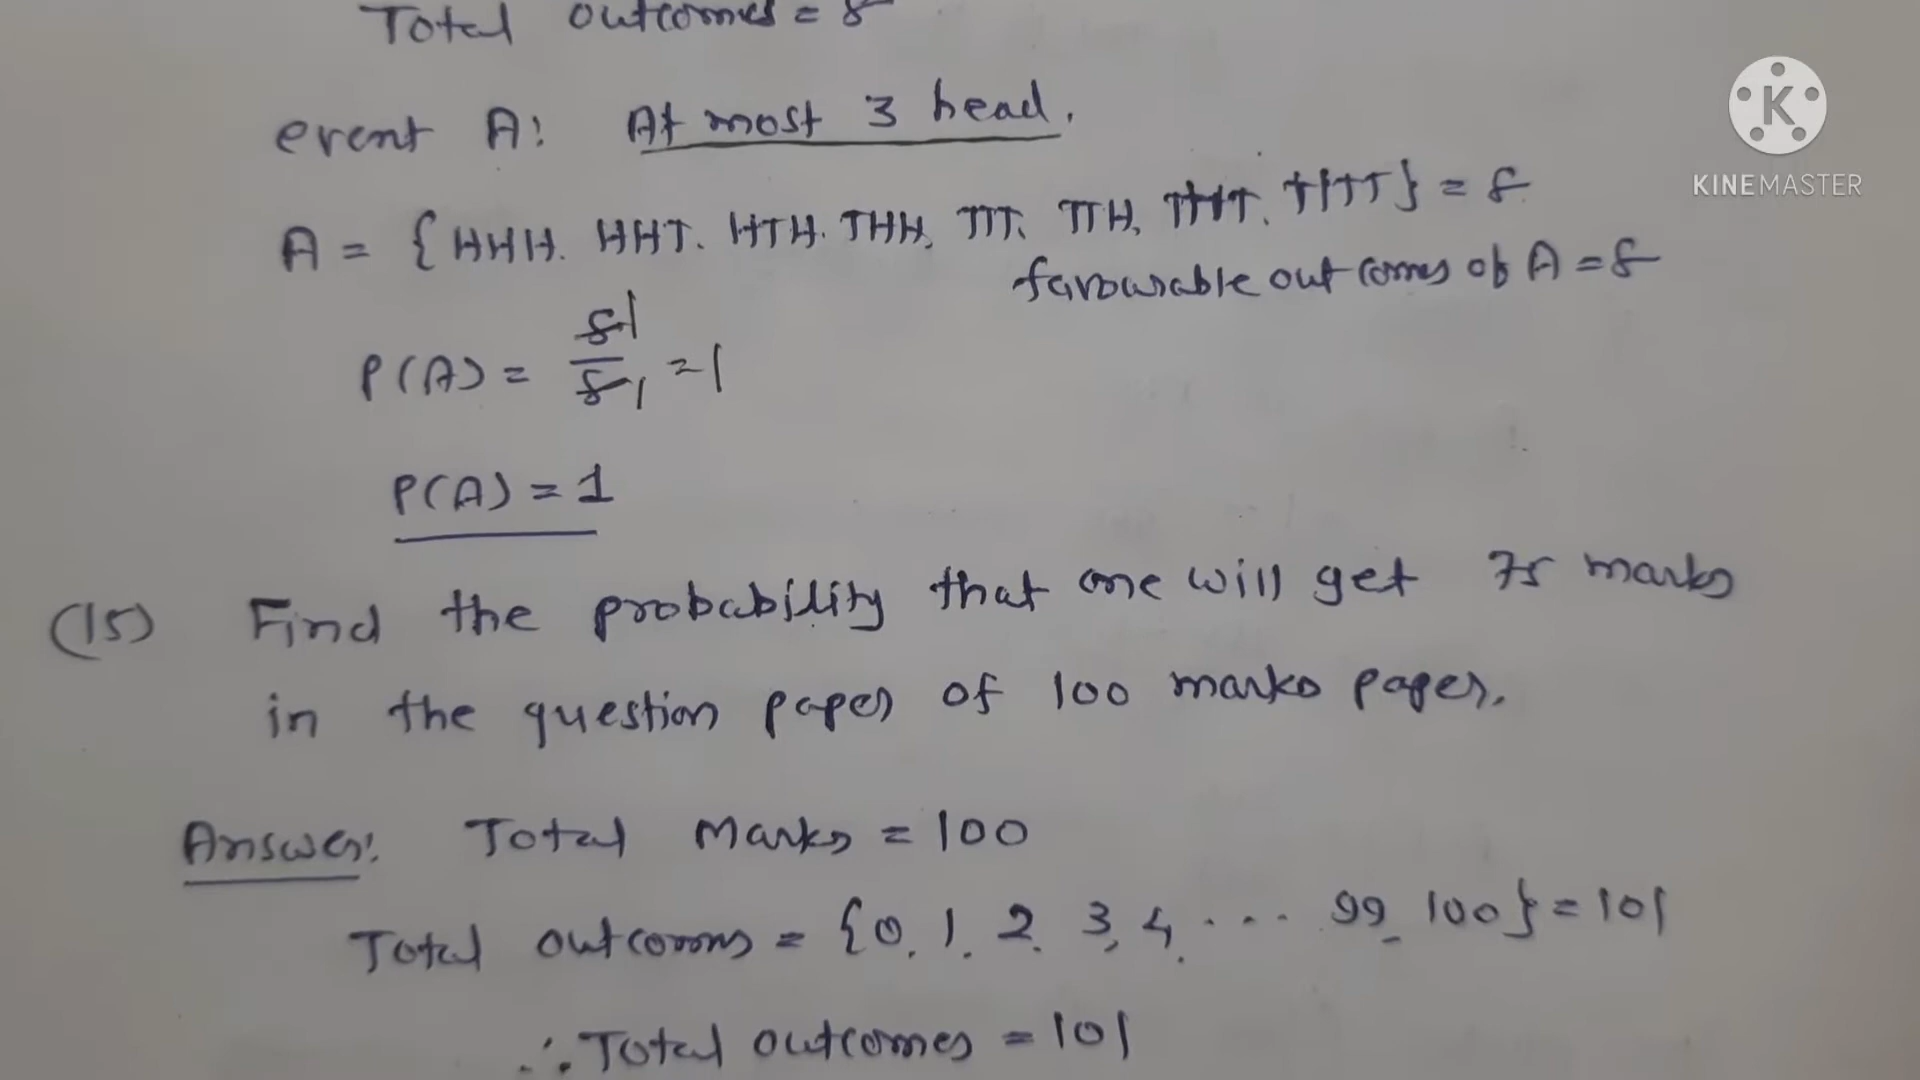 Total outcomes = 8
event A: At most 3 head.
A = {HHH. HHT. HTH. THH, TTT. TTH, THT. HTT} = 8
favourable outcomes of A = 8
P(A) = 8/8 = 1
P(A) = 1
(15) Find the probability that one will get 75 marks
in the question paper of 100 marks paper.
Answer: Total Marks = 100
Total outcoms = {0. 1. 2. 3, 4. ... 99 100} = 101
∴ Total outcomes = 101
K
KINEMASTER